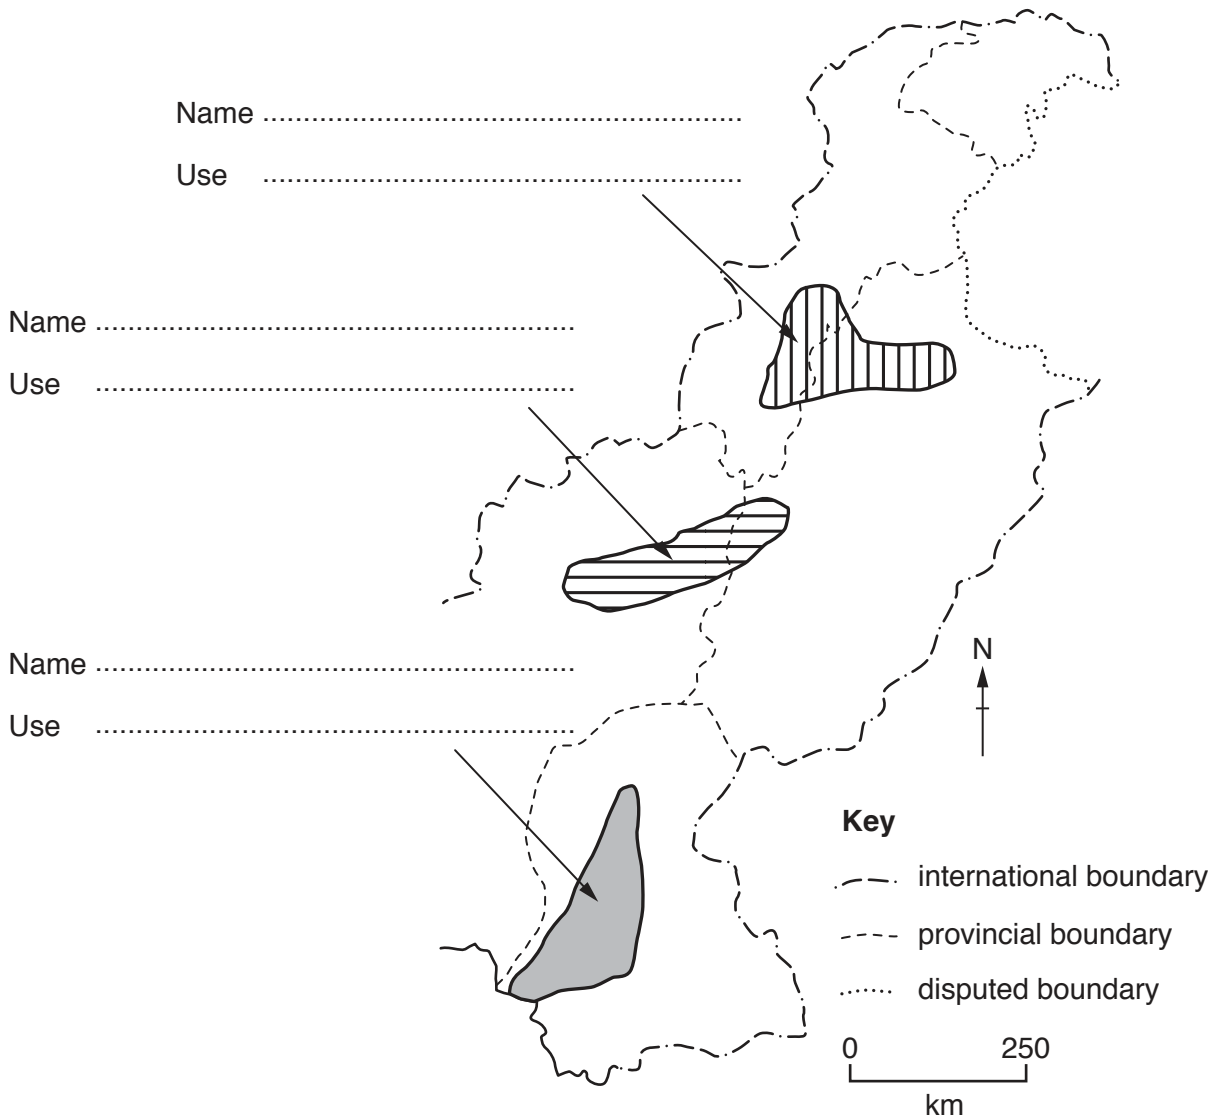 Name ..................................................
Use ..................................................
Name ..................................................
Use ..................................................
Name ..................................................
Use ..................................................
N
Key
international boundary
provincial boundary
disputed boundary
0 250
km